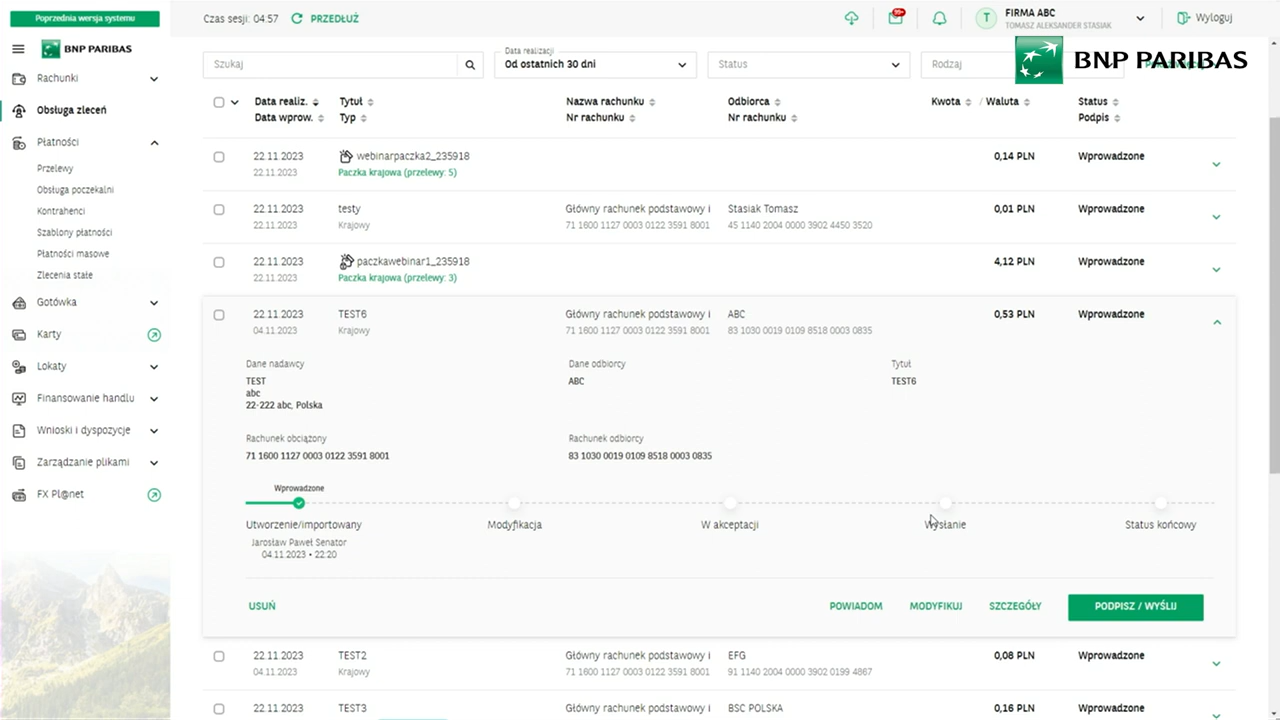 Poprzednia wersja systemu
Czas sesji: 04:57 PRZEDŁUŻ
99+
T
FIRMA ABC
TOMASZ ALEKSANDER STASIAK
Wyloguj
BNP PARIBAS
BNP PARIBAS
Rachunki
Obsługa zleceń
Płatności
Przelewy
Obsługa poczekalni
Kontrahenci
Szablony płatności
Płatności masowe
Zlecenia stałe
Gotówka
Karty
Lokaty
Finansowanie handlu
Wnioski i dyspozycje
Zarządzanie plikami
FX Pl@net
Szukaj
Data realizacji
Od ostatnich 30 dni
Status
Rodzaj
Data realiz. Tytuł Nazwa rachunku Odbiorca Kwota / Waluta Status
Data wprow. Typ Nr rachunku Nr rachunku Podpis
22.11.2023 webinarpaczka2_235918 0,14 PLN Wprowadzone
22.11.2023 Paczka krajowa (przelewy: 5)
22.11.2023 testy Główny rachunek podstawowy i Stasiak Tomasz 0,01 PLN Wprowadzone
22.11.2023 Krajowy 71 1600 1127 0003 0122 3591 8001 45 1140 2004 0000 3902 4450 3520
22.11.2023 paczkawebinar1_235918 4,12 PLN Wprowadzone
22.11.2023 Paczka krajowa (przelewy: 3)
22.11.2023 TEST6 Główny rachunek podstawowy i ABC 0,53 PLN Wprowadzone
04.11.2023 Krajowy 71 1600 1127 0003 0122 3591 8001 83 1030 0019 0109 8518 0003 0835
Dane nadawcy Dane odbiorcy Tytuł
TEST ABC TEST6
abc
22-222 abc, Polska
Rachunek obciążony Rachunek odbiorcy
71 1600 1127 0003 0122 3591 8001 83 1030 0019 0109 8518 0003 0835
Wprowadzone
Utworzenie/importowany Modyfikacja W akceptacji Wysłanie Status końcowy
Jarosław Paweł Senator
04.11.2023 • 22:20
USUŃ POWIADOM MODYFIKUJ SZCZEGÓŁY PODPISZ / WYŚLIJ
22.11.2023 TEST2 Główny rachunek podstawowy i EFG 0,08 PLN Wprowadzone
04.11.2023 Krajowy 71 1600 1127 0003 0122 3591 8001 91 1140 2004 0000 3902 0199 4867
22.11.2023 TEST3 Główny rachunek podstawowy i BSC POLSKA 0,16 PLN Wprowadzone